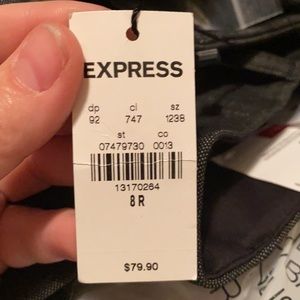 EXPRESS
dp cl sz
92 747 1238
st co
07479730 0013
13170264
8 R
$79.90